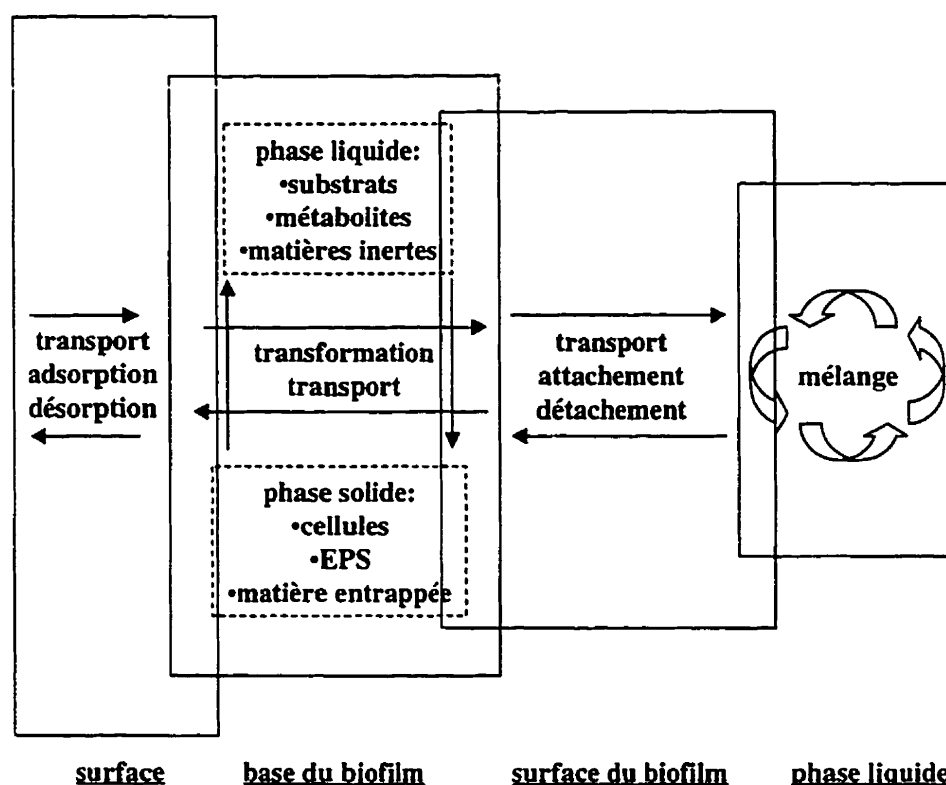 phase liquide:
•substrats
•métabolites
•matières inertes
transport
adsorption
désorption
transformation
transport
transport
attachement
détachement
mélange
phase solide:
•cellules
•EPS
•matière entrappée
surface
base du biofilm
surface du biofilm
phase liquide